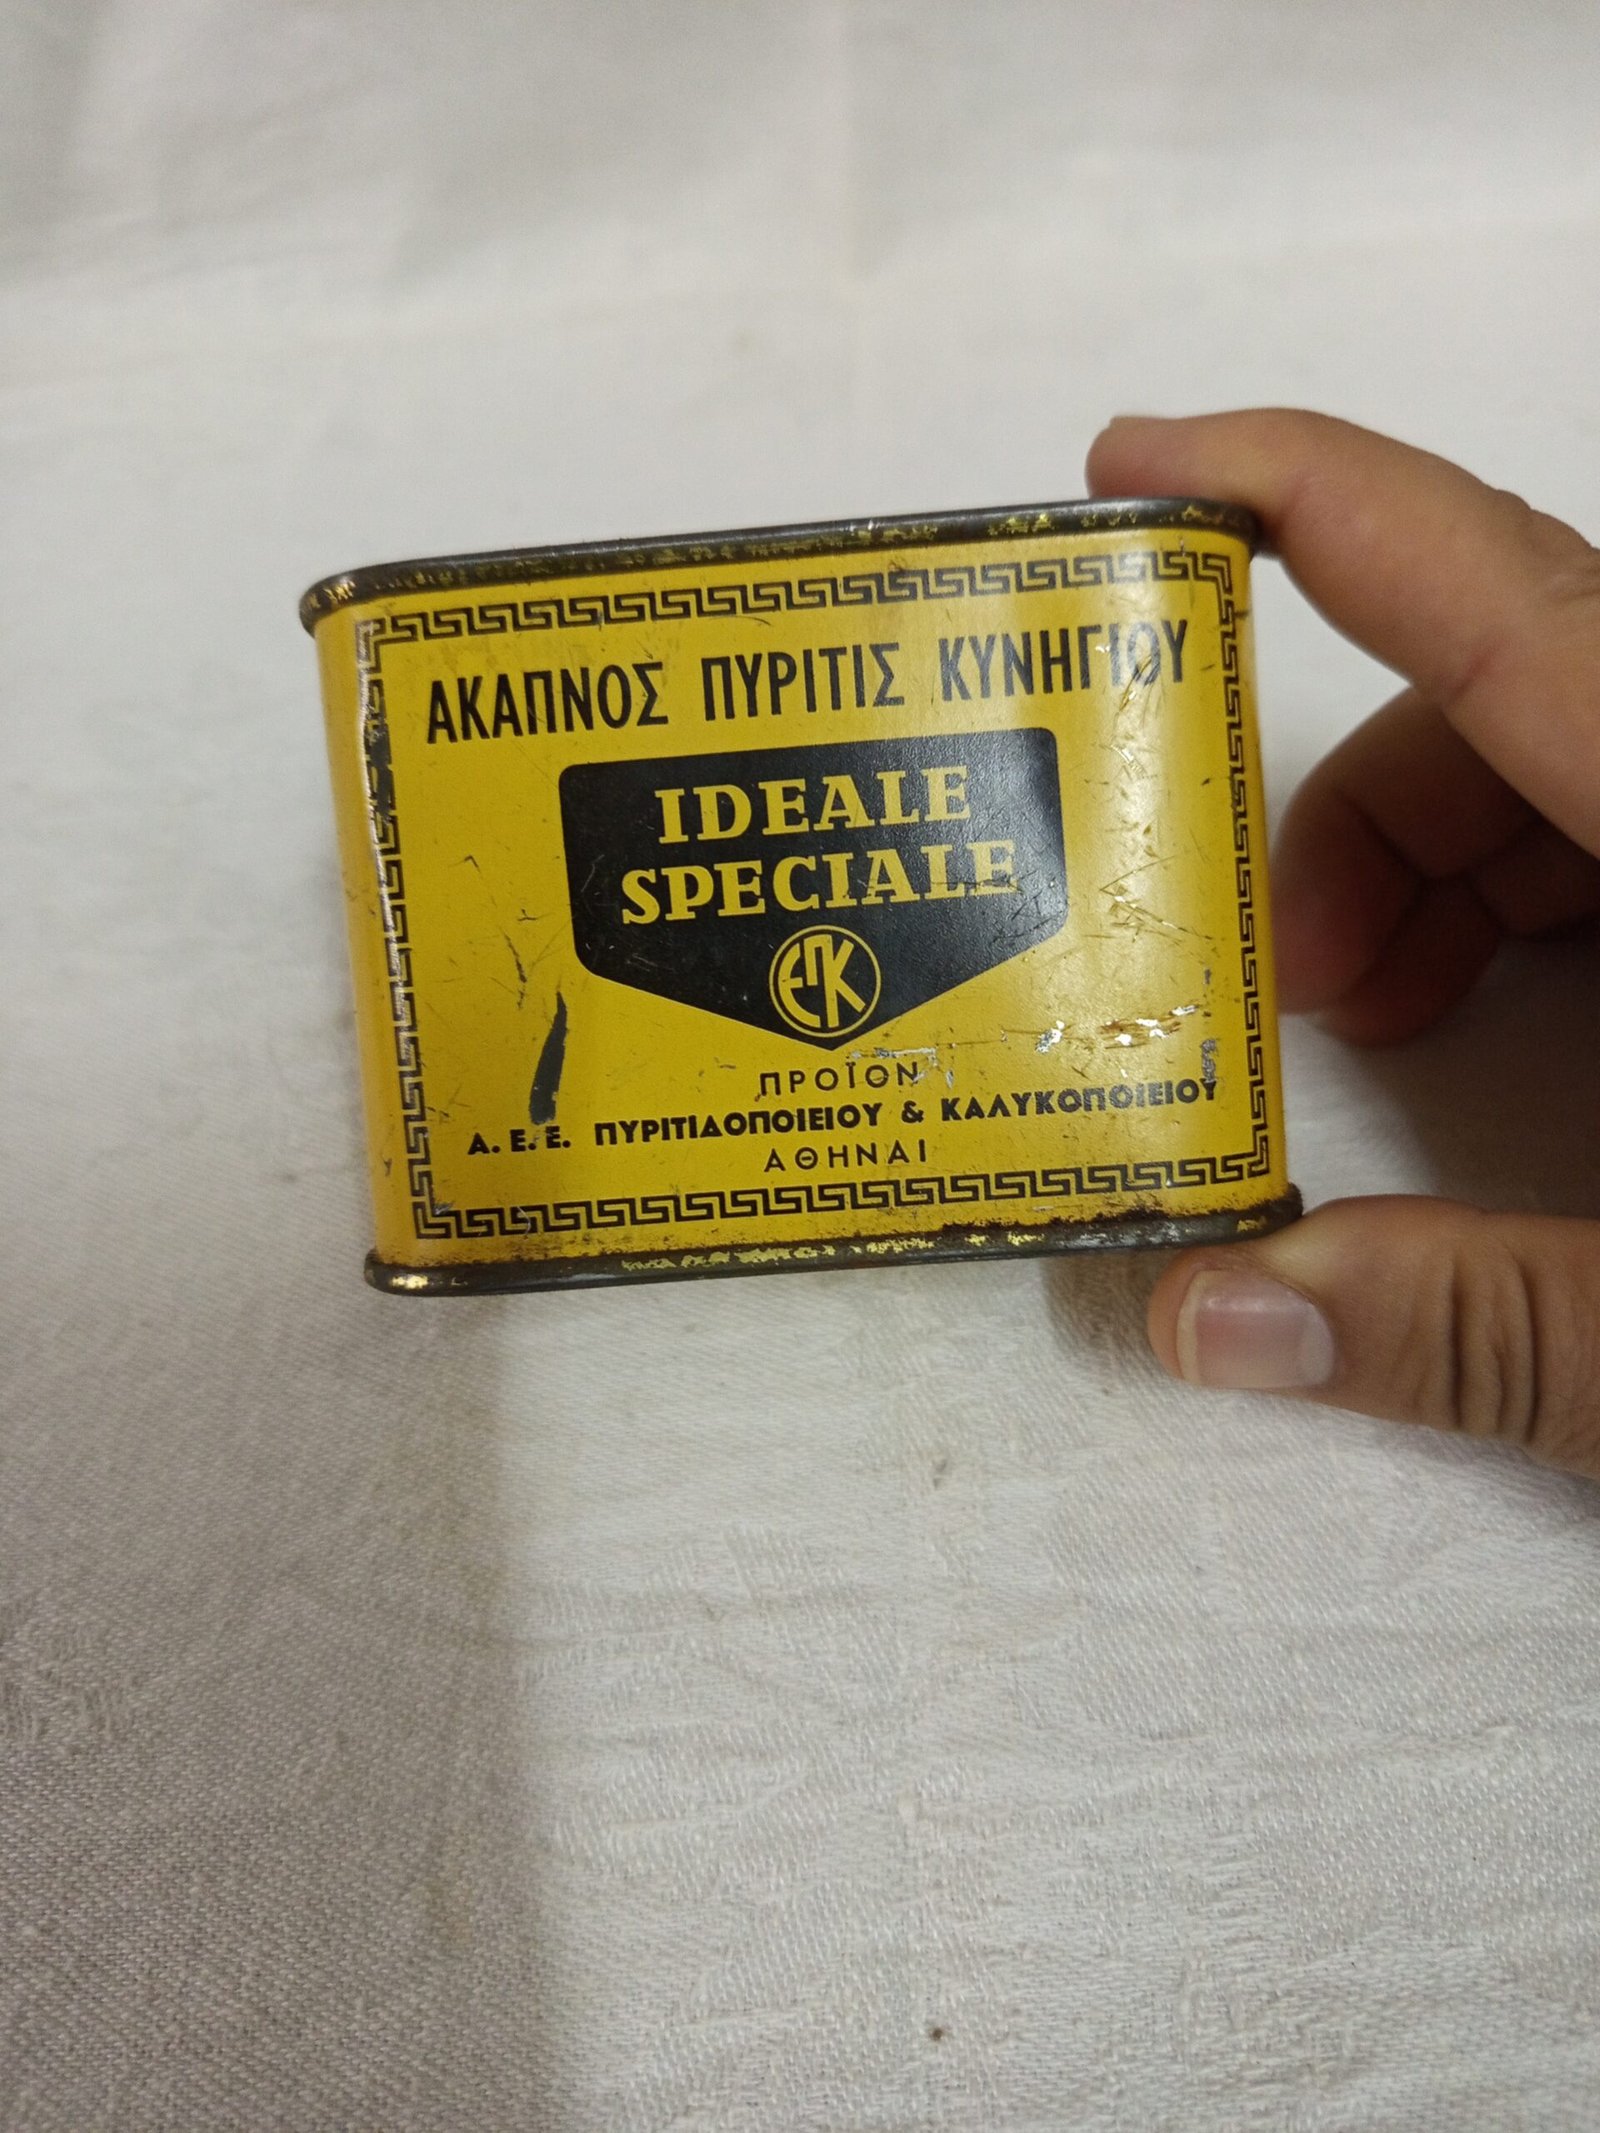 ΑΚΑΠΝΟΣ ΠΥΡΙΤΙΣ ΚΥΝΗΓΙΟΥ
IDEALE
SPECIALE
ΕΠΚ
ΠΡΟΪΟΝ
Α. Ε. Ε. ΠΥΡΙΤΙΔΟΠΟΙΕΙΟΥ & ΚΑΛΥΚΟΠΟΙΕΙΟΥ
ΑΘΗΝΑΙ